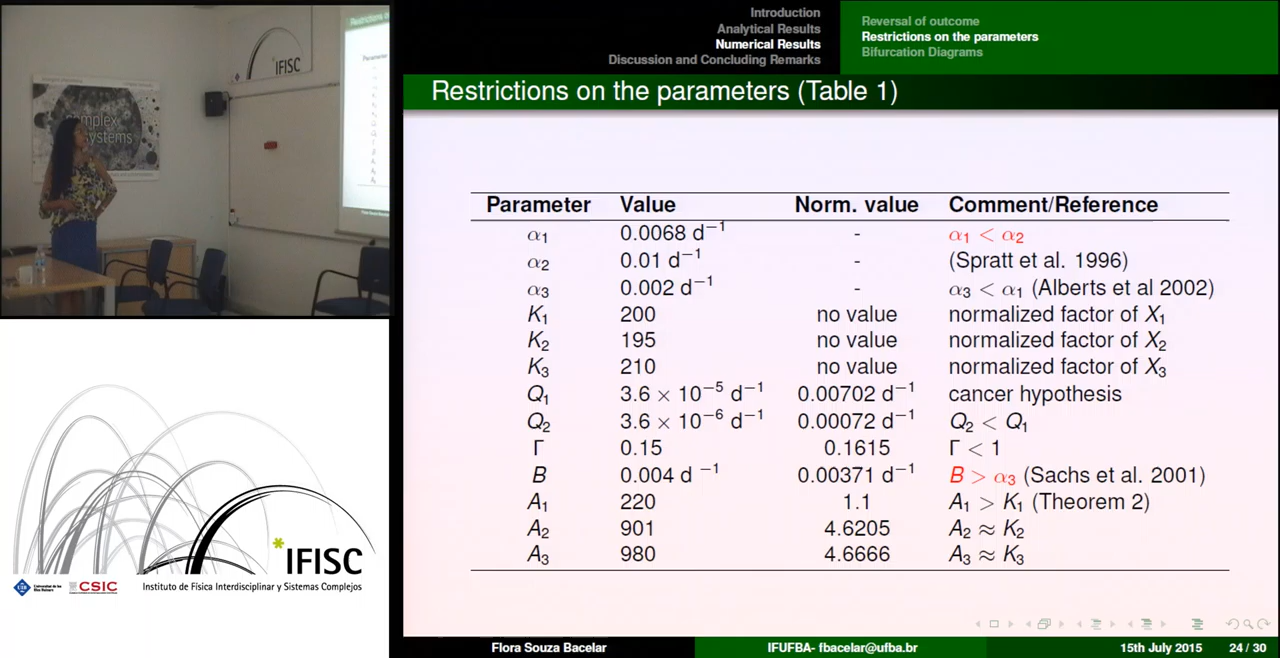 Introduction
Analytical Results
Numerical Results
Discussion and Concluding Remarks
Reversal of outcome
Restrictions on the parameters
Bifurcation Diagrams
Restrictions on the parameters (Table 1)
Parameter Value Norm. value Comment/Reference
α₁ 0.0068 d⁻¹ - α₁ < α₂
α₂ 0.01 d⁻¹ - (Spratt et al. 1996)
α₃ 0.002 d⁻¹ - α₃ < α₁ (Alberts et al 2002)
K₁ 200 no value normalized factor of X₁
K₂ 195 no value normalized factor of X₂
K₃ 210 no value normalized factor of X₃
Q₁ 3.6 × 10⁻⁵ d⁻¹ 0.00702 d⁻¹ cancer hypothesis
Q₂ 3.6 × 10⁻⁶ d⁻¹ 0.00072 d⁻¹ Q₂ < Q₁
Γ 0.15 0.1615 Γ < 1
B 0.004 d ⁻¹ 0.00371 d⁻¹ B > α₃ (Sachs et al. 2001)
A₁ 220 1.1 A₁ > K₁ (Theorem 2)
A₂ 901 4.6205 A₂ ≈ K₂
A₃ 980 4.6666 A₃ ≈ K₃
Flora Souza Bacelar IFUFBA- fbacelar@ufba.br 15th July 2015 24 / 30
IFISC
complex
systems
IFISC
CSIC
Instituto de Física Interdisciplinar y Sistemas Complejos